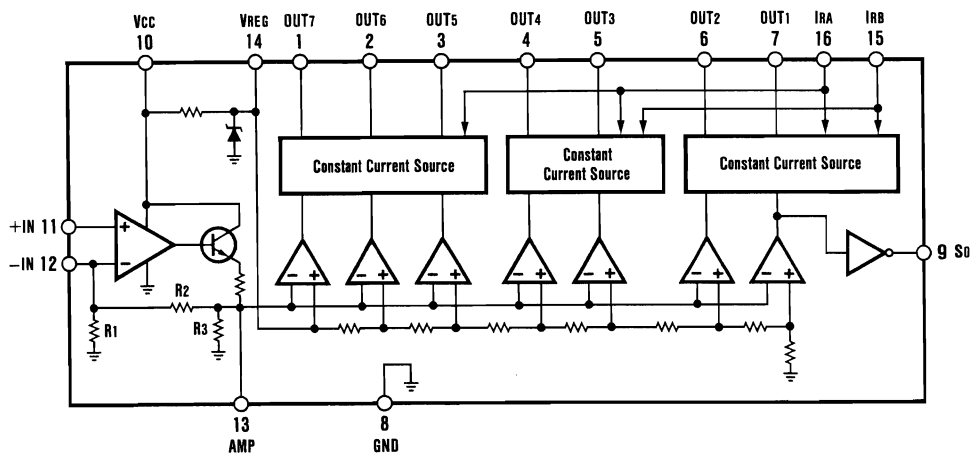 VCC VREG OUT7 OUT6 OUT5 OUT4 OUT3 OUT2 OUT1 IRA IRB
10 14 1 2 3 4 5 6 7 16 15
Constant Current Source
Constant
Current Source
Constant Current Source
+IN 11
+
−IN 12
−
9 SO
− + − + − + − + − + − + − +
R2
R1
R3
13
AMP
8
GND